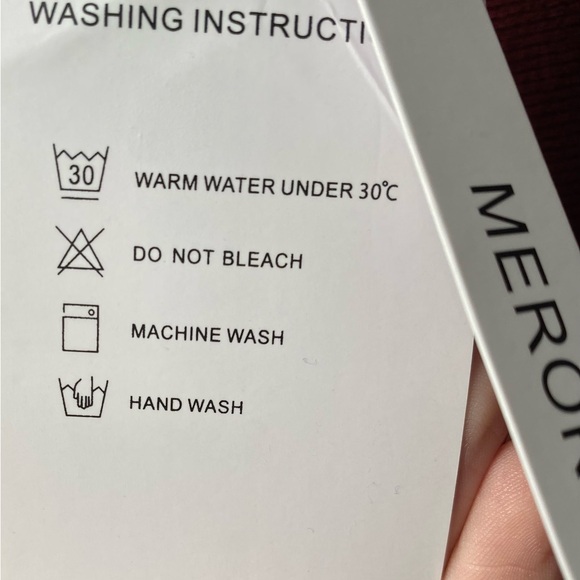 WASHING INSTRUCTI
30
WARM WATER UNDER 30℃
DO NOT BLEACH
MACHINE WASH
HAND WASH
MERO